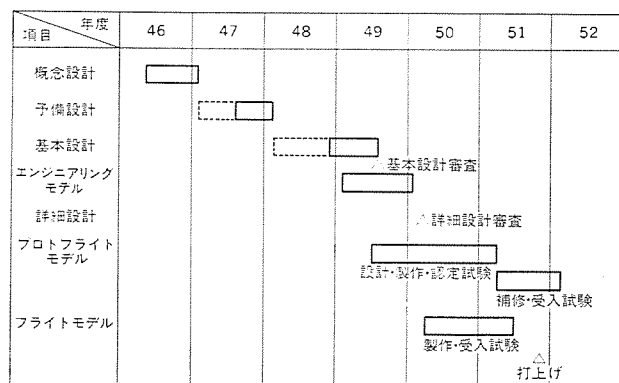 年度
項目
46 47 48 49 50 51 52
概念設計
予備設計
基本設計
△基本設計審査
エンジニアリング
モデル
詳細設計
△詳細設計審査
プロトフライト
モデル
設計・製作・認定試験
補修・受入試験
フライトモデル
製作・受入試験
△
打上げ